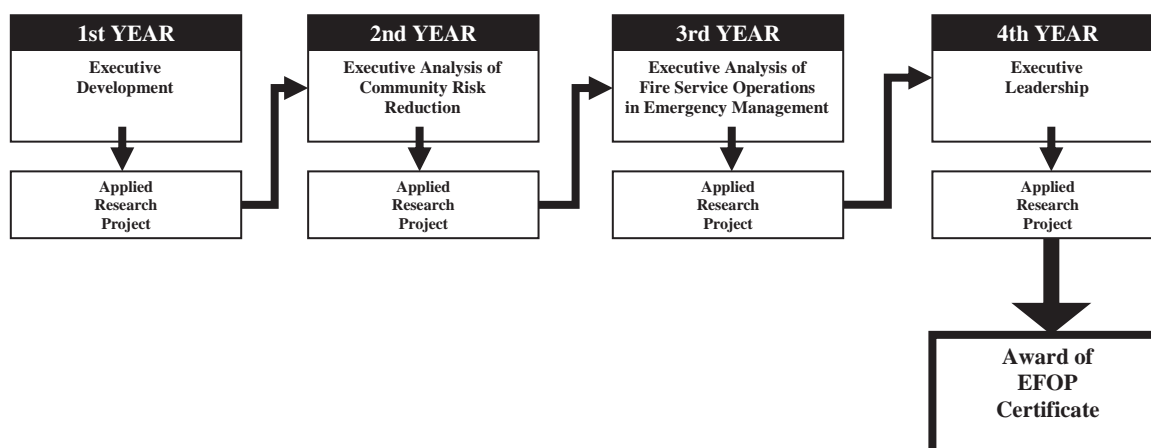 1st YEAR
Executive
Development
Applied
Research
Project
2nd YEAR
Executive Analysis of
Community Risk
Reduction
Applied
Research
Project
3rd YEAR
Executive Analysis of
Fire Service Operations
in Emergency Management
Applied
Research
Project
4th YEAR
Executive
Leadership
Applied
Research
Project
Award of
EFOP
Certificate